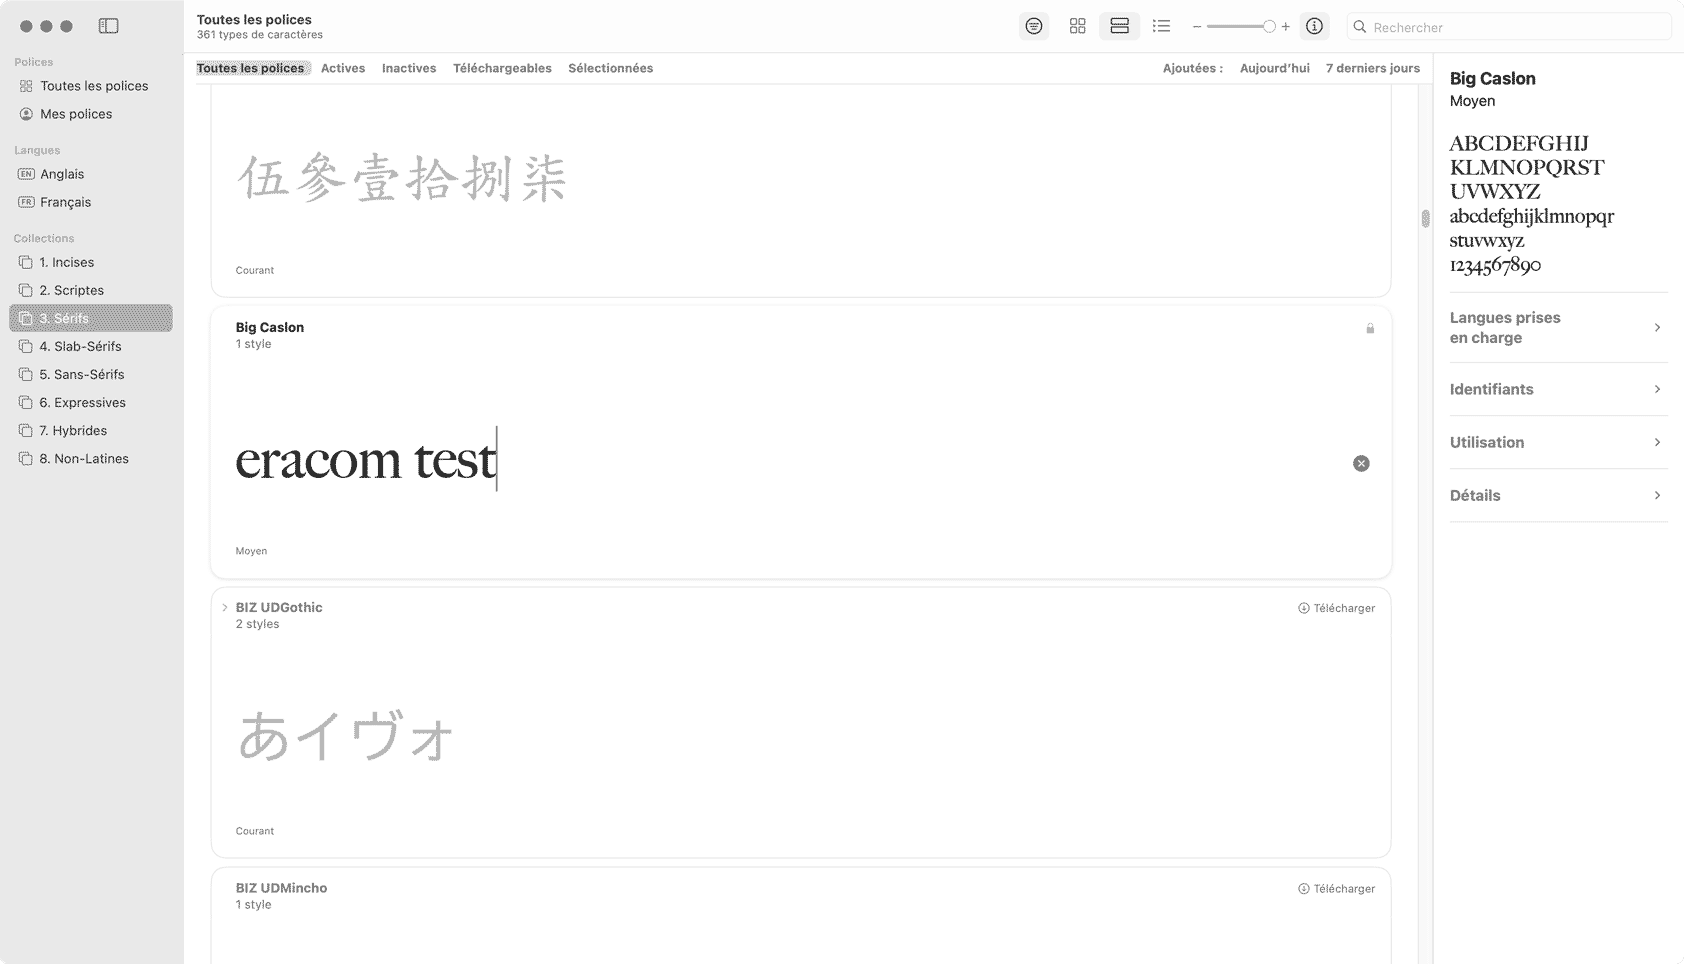 Toutes les polices
361 types de caractères
Rechercher
Polices
Toutes les polices
Mes polices
Langues
EN Anglais
FR Français
Collections
1. Incises
2. Scriptes
3. Sérifs
4. Slab-Sérifs
5. Sans-Sérifs
6. Expressives
7. Hybrides
8. Non-Latines
Toutes les polices Actives Inactives Téléchargeables Sélectionnées Ajoutées : Aujourd’hui 7 derniers jours
伍參壹拾捌柒
Courant
Big Caslon
1 style
eracom test
Moyen
BIZ UDGothic
2 styles
Télécharger
あイヴォ
Courant
BIZ UDMincho
1 style
Télécharger
Big Caslon
Moyen
ABCDEFGHIJ
KLMNOPQRST
UVWXYZ
abcdefghijklmnopqr
stuvwxyz
1234567890
Langues prises
en charge
Identifiants
Utilisation
Détails